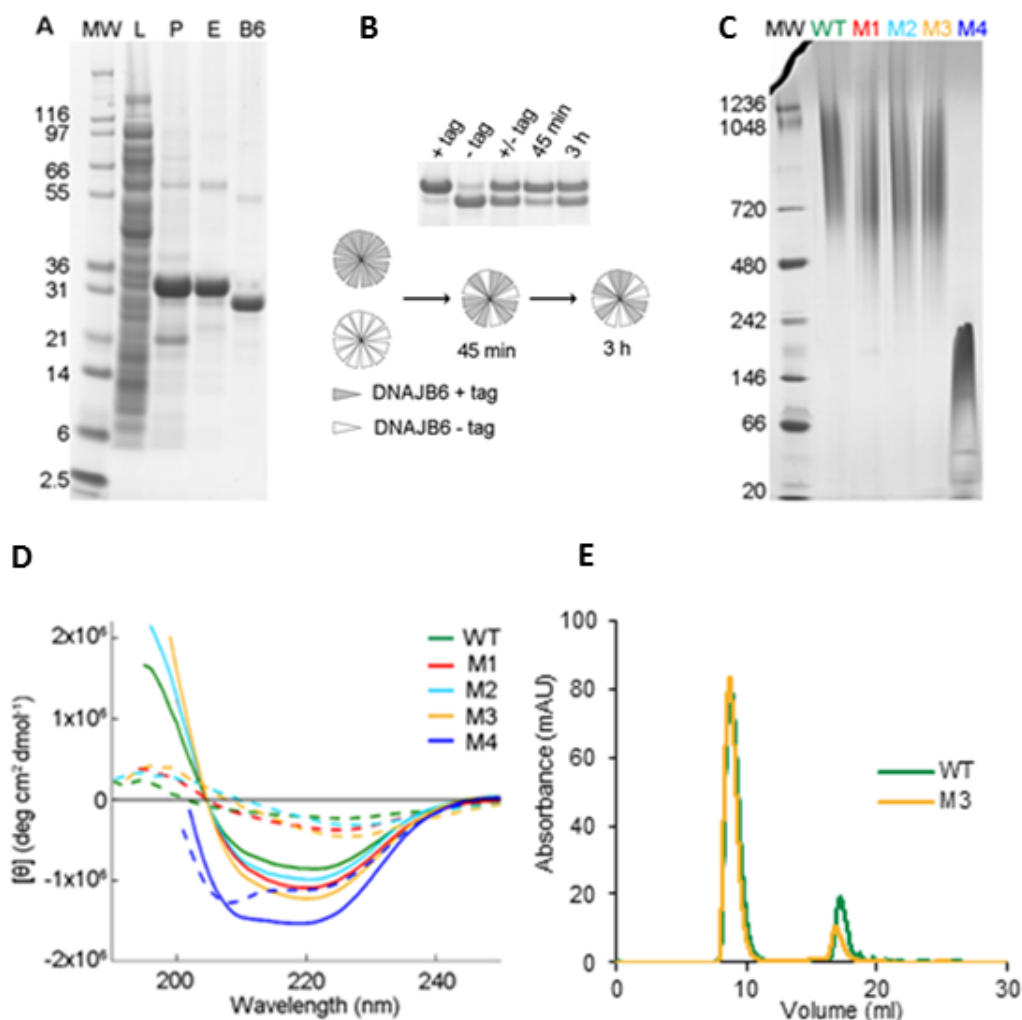 A
MW L P E B6
116
97
66
55
36
31
21
14
6
2.5
B
+ tag - tag +/- tag 45 min 3 h
45 min 3 h
DNAJB6 + tag
DNAJB6 - tag
C
MW WT M1 M2 M3 M4
1236
1048
720
480
242
146
66
20
D
[θ] (deg cm² dmol⁻¹)
2x10⁶
1x10⁶
0
-1x10⁶
-2x10⁶
200 220 240
Wavelength (nm)
WT
M1
M2
M3
M4
E
Absorbance (mAU)
100
80
60
40
20
0
0 10 20 30
Volume (ml)
WT
M3